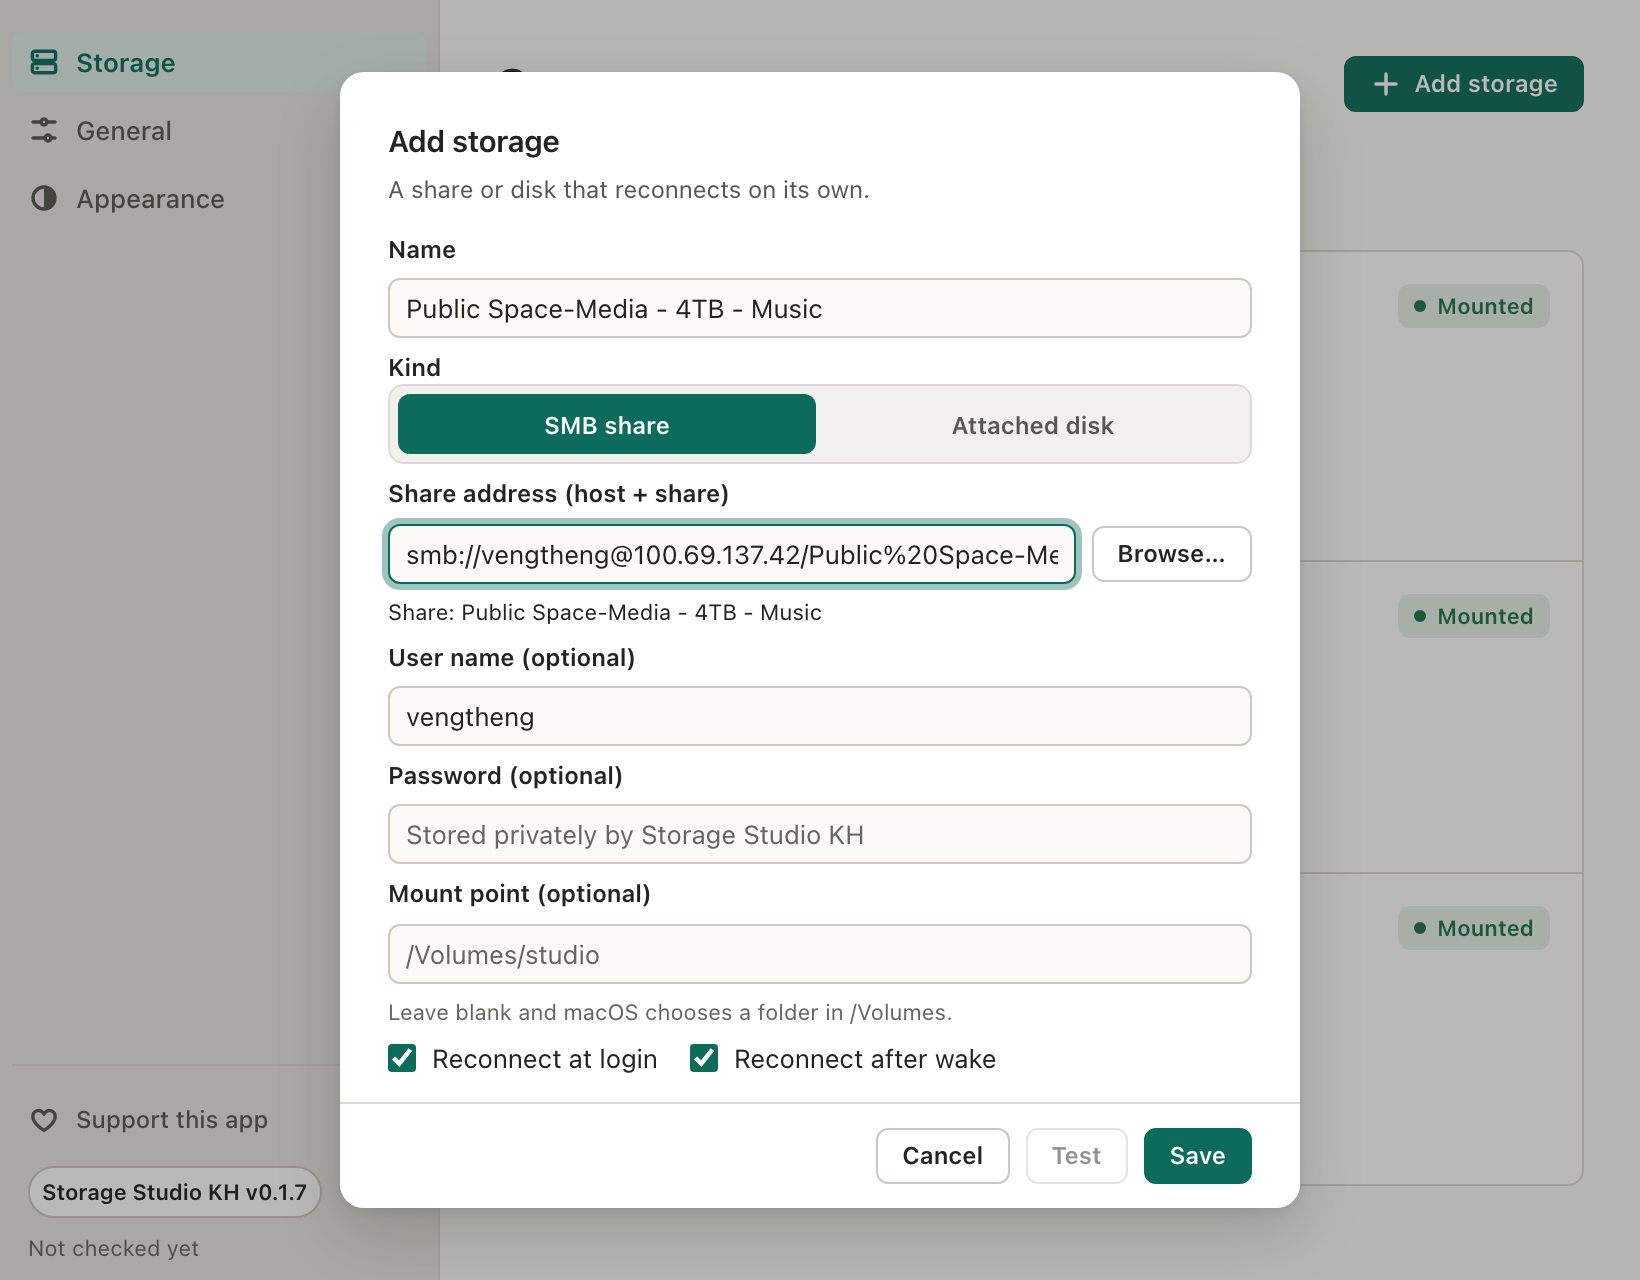 Storage
General
Appearance
Add storage
Mounted
Mounted
Mounted
Add storage
A share or disk that reconnects on its own.
Name
Public Space-Media - 4TB - Music
Kind
SMB share
Attached disk
Share address (host + share)
smb://vengtheng@100.69.137.42/Public%20Space-Me
Browse...
Share: Public Space-Media - 4TB - Music
User name (optional)
vengtheng
Password (optional)
Stored privately by Storage Studio KH
Mount point (optional)
/Volumes/studio
Leave blank and macOS chooses a folder in /Volumes.
Reconnect at login
Reconnect after wake
Cancel
Test
Save
Support this app
Storage Studio KH v0.1.7
Not checked yet